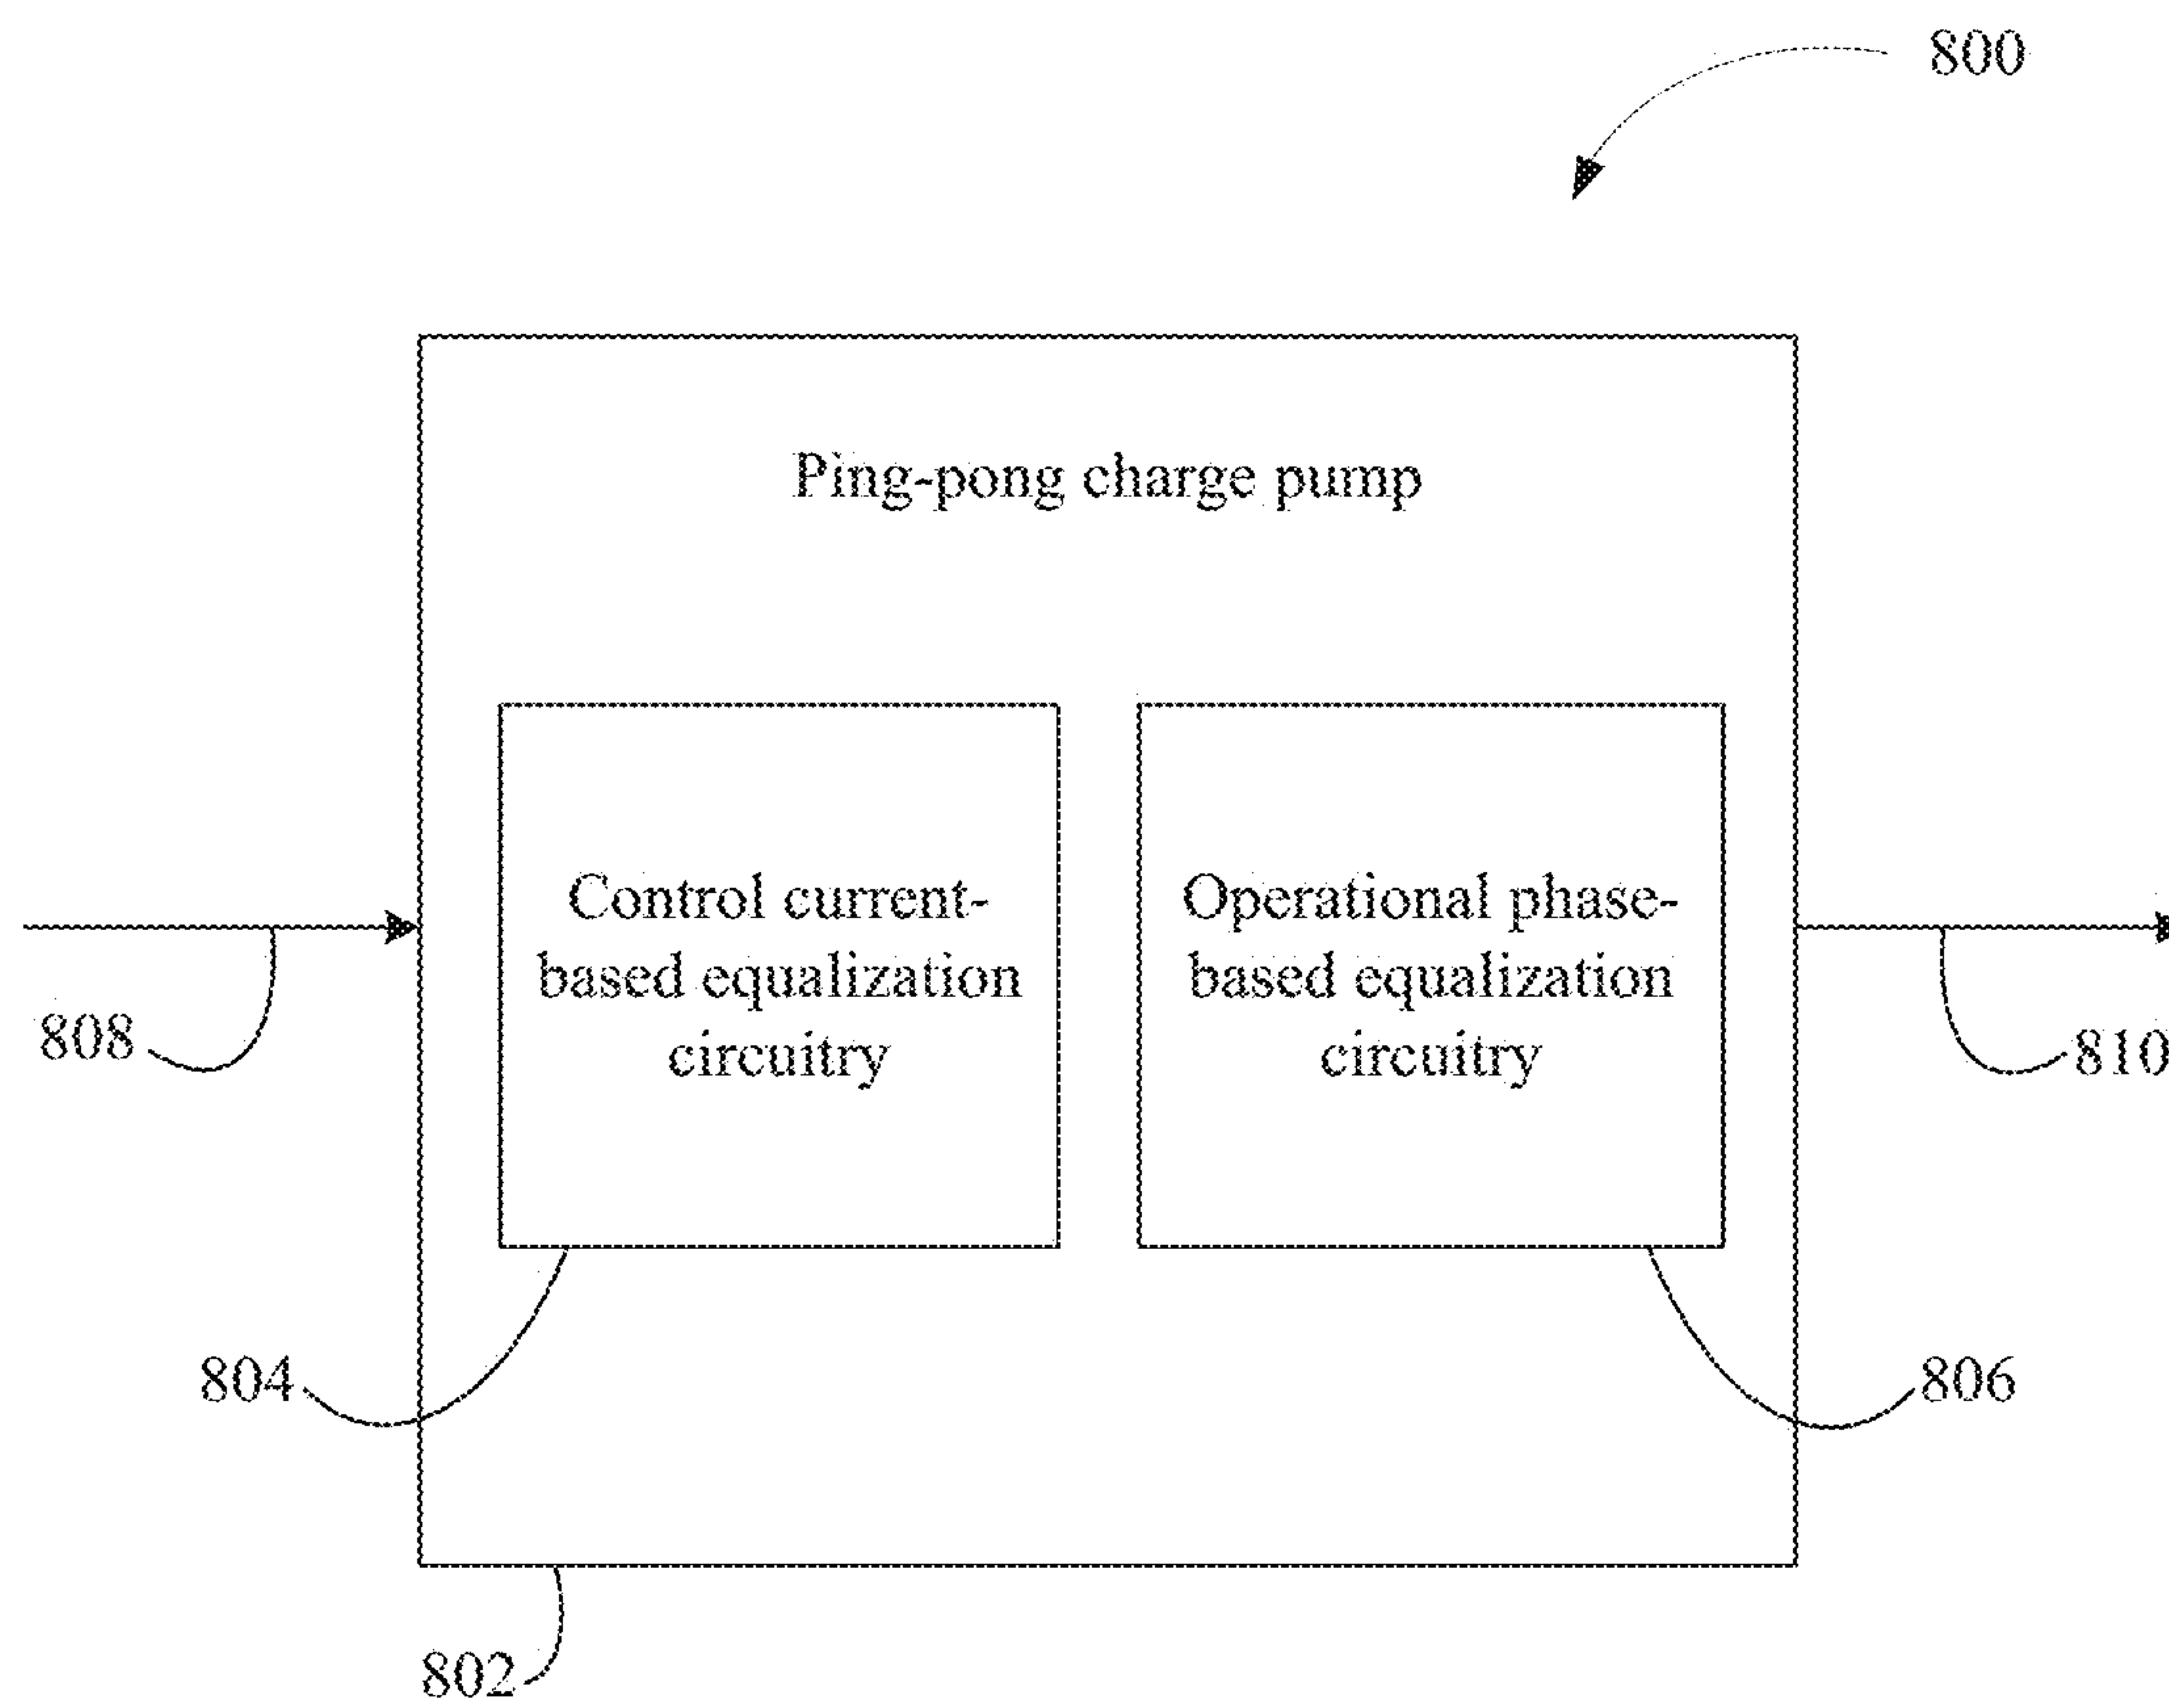 800
Ping-pong charge pump
Control current-
based equalization
circuitry
Operational phase-
based equalization
circuitry
808
810
804
806
802